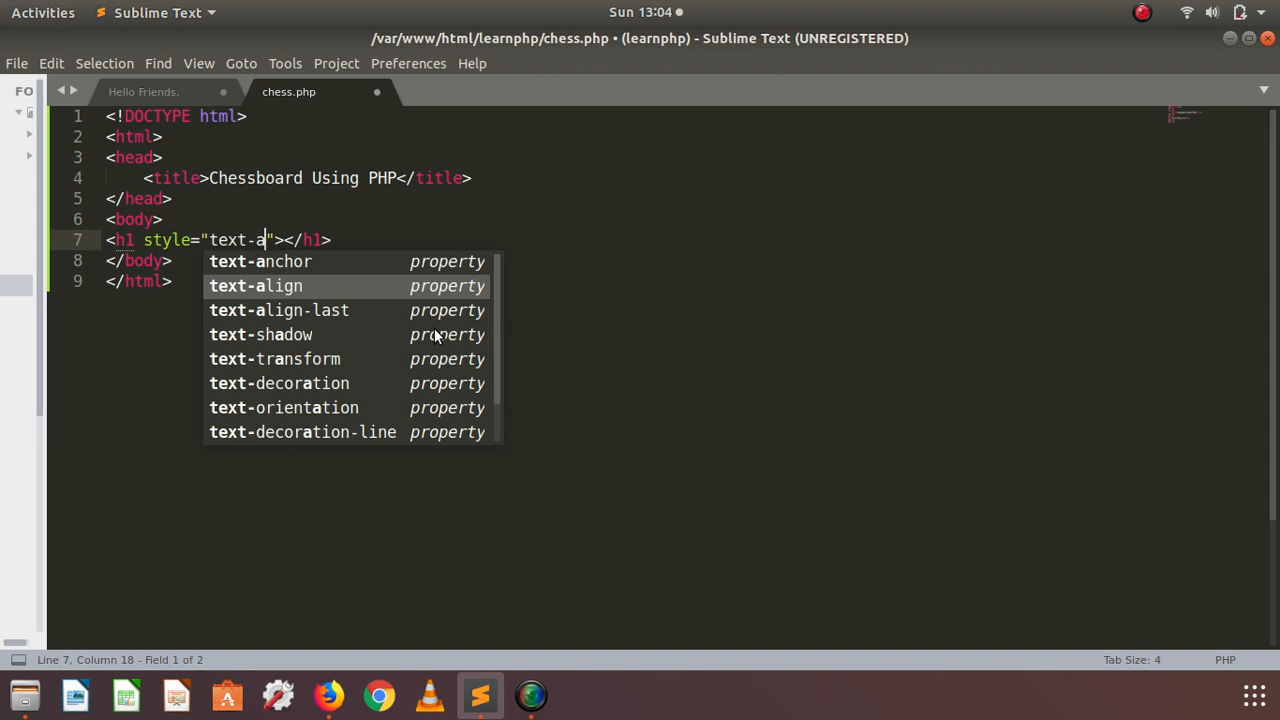 Activities Sublime Text Sun 13:04
/var/www/html/learnphp/chess.php • (learnphp) - Sublime Text (UNREGISTERED)
File Edit Selection Find View Goto Tools Project Preferences Help
FO Hello Friends, chess.php
1 <!DOCTYPE html>
2 <html>
3 <head>
4 <title>Chessboard Using PHP</title>
5 </head>
6 <body>
7 <h1 style="text-a"></h1>
8 </body>
9 </html>
text-anchor property
text-align property
text-align-last property
text-shadow property
text-transform property
text-decoration property
text-orientation property
text-decoration-line property
Line 7, Column 18 - Field 1 of 2 Tab Size: 4 PHP